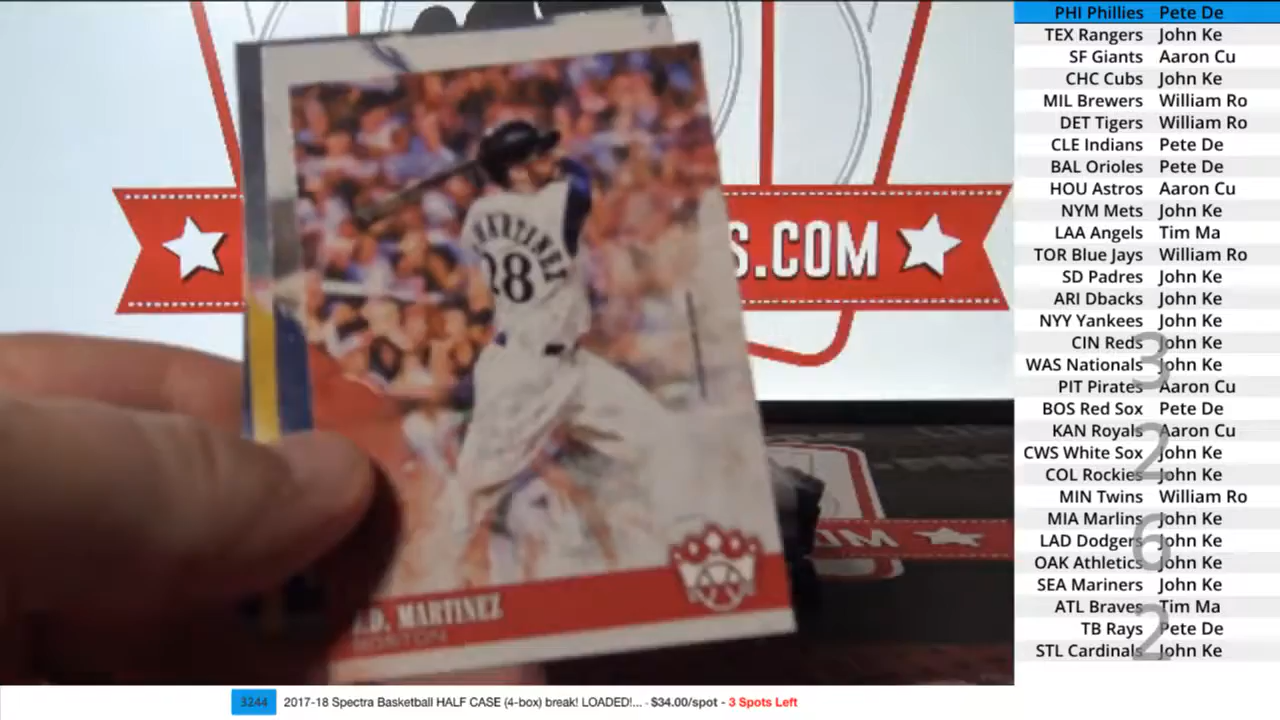 PHI Phillies Pete De
TEX Rangers John Ke
SF Giants Aaron Cu
CHC Cubs John Ke
MIL Brewers William Ro
DET Tigers William Ro
CLE Indians Pete De
BAL Orioles Pete De
HOU Astros Aaron Cu
NYM Mets John Ke
LAA Angels Tim Ma
TOR Blue Jays William Ro
SD Padres John Ke
ARI Dbacks John Ke
NYY Yankees John Ke
CIN Reds John Ke
WAS Nationals John Ke
PIT Pirates Aaron Cu
BOS Red Sox Pete De
KAN Royals Aaron Cu
CWS White Sox John Ke
COL Rockies John Ke
MIN Twins William Ro
MIA Marlins John Ke
LAD Dodgers John Ke
OAK Athletics John Ke
SEA Mariners John Ke
ATL Braves Tim Ma
TB Rays Pete De
STL Cardinals John Ke
3
2
6
2
S.COM
MARTINEZ
28
.D. MARTINEZ
BOSTON
3244 2017-18 Spectra Basketball HALF CASE (4-box) break! LOADED!... - $34.00/spot - 3 Spots Left